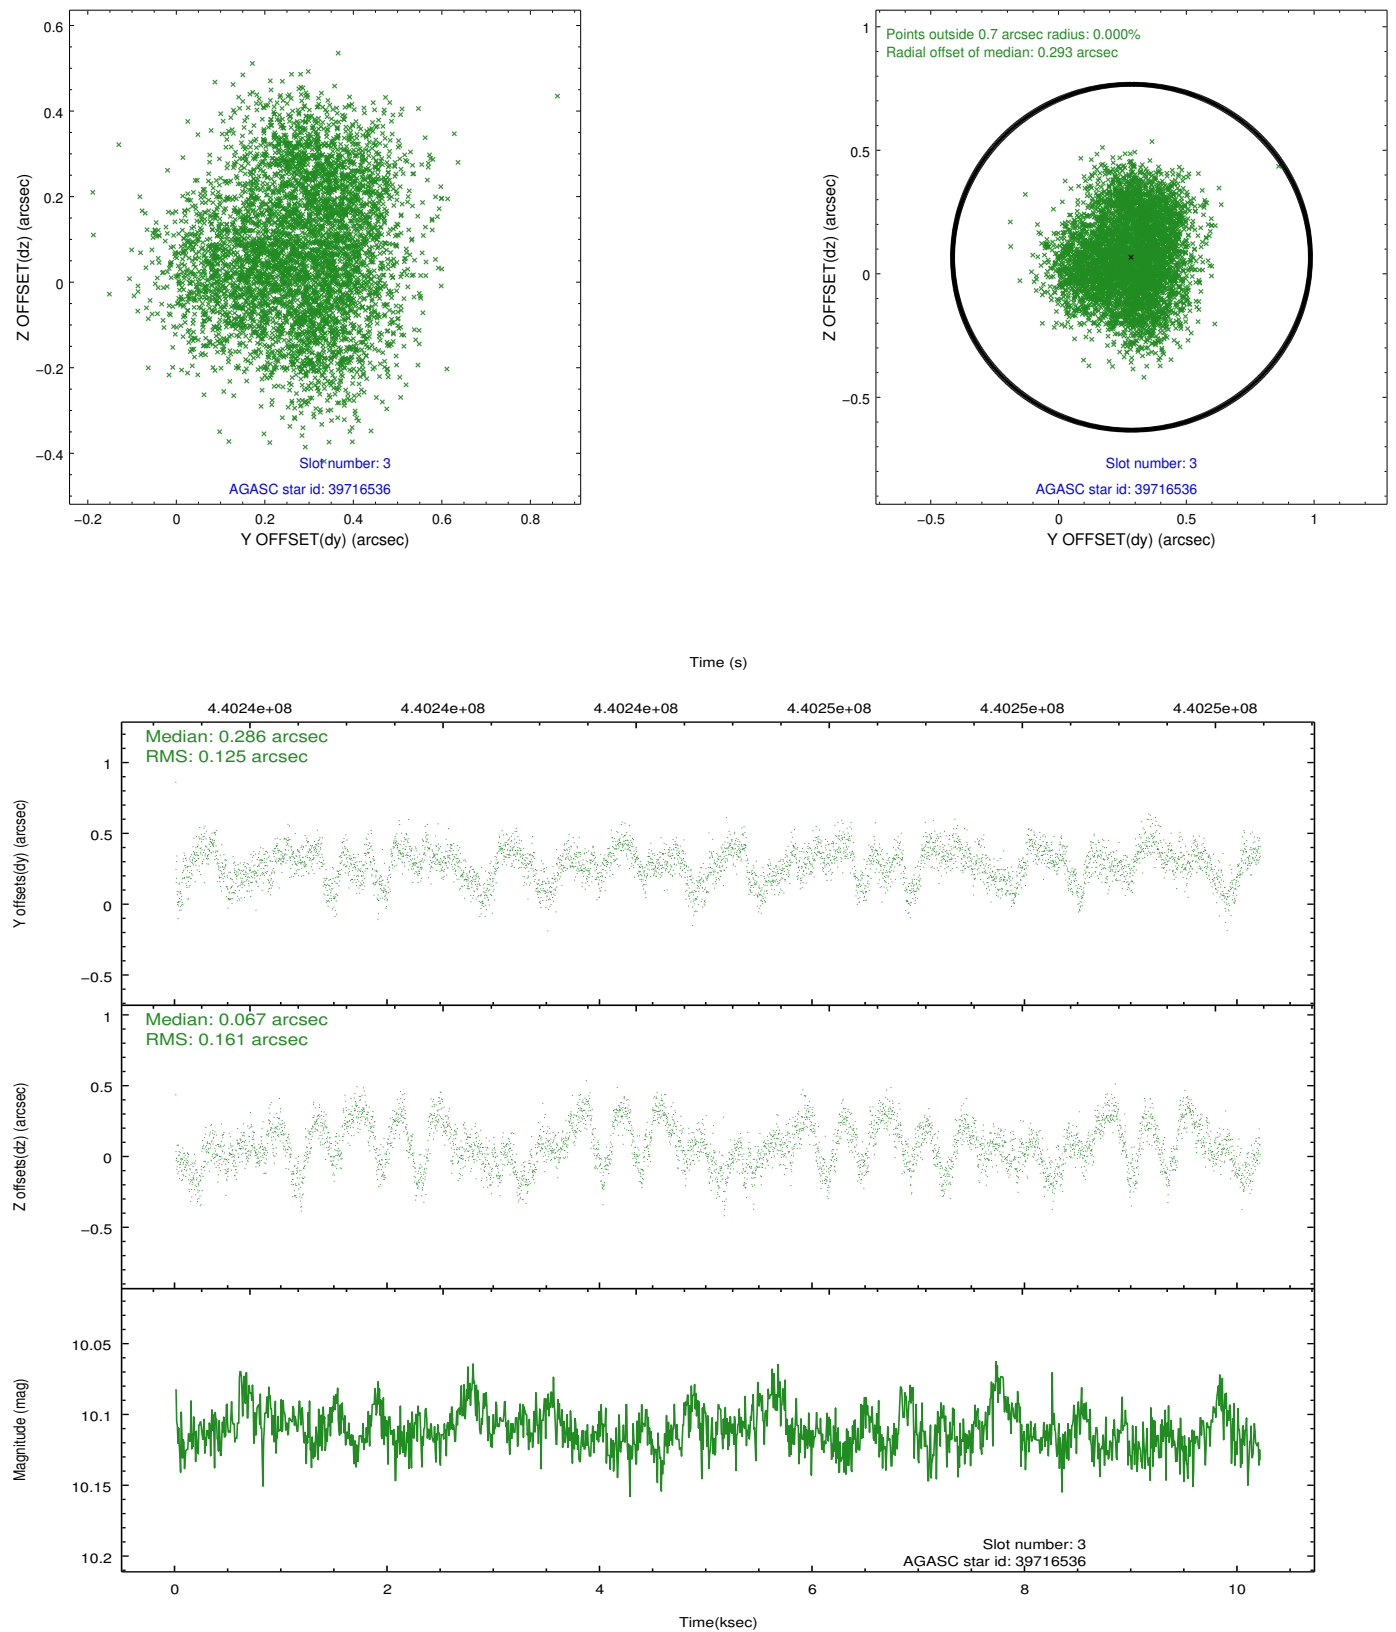 0.6
0.4
0.2
0
−0.2
−0.4
Z OFFSET(dz) (arcsec)
Slot number: 3
AGASC star id: 39716536
−0.2 0 0.2 0.4 0.6 0.8
Y OFFSET(dy) (arcsec)
Points outside 0.7 arcsec radius: 0.000%
Radial offset of median: 0.293 arcsec
1
0.5
0
−0.5
Z OFFSET(dz) (arcsec)
Slot number: 3
AGASC star id: 39716536
−0.5 0 0.5 1
Y OFFSET(dy) (arcsec)
Time (s)
4.4024e+08 4.4024e+08 4.4024e+08 4.4025e+08 4.4025e+08 4.4025e+08
Median: 0.286 arcsec
RMS: 0.125 arcsec
1
0.5
0
−0.5
Y offsets(dy) (arcsec)
Median: 0.067 arcsec
RMS: 0.161 arcsec
1
0.5
0
−0.5
Z offsets(dz) (arcsec)
10.05
10.1
10.15
10.2
Magnitude (mag)
Slot number: 3
AGASC star id: 39716536
0 2 4 6 8 10
Time(ksec)